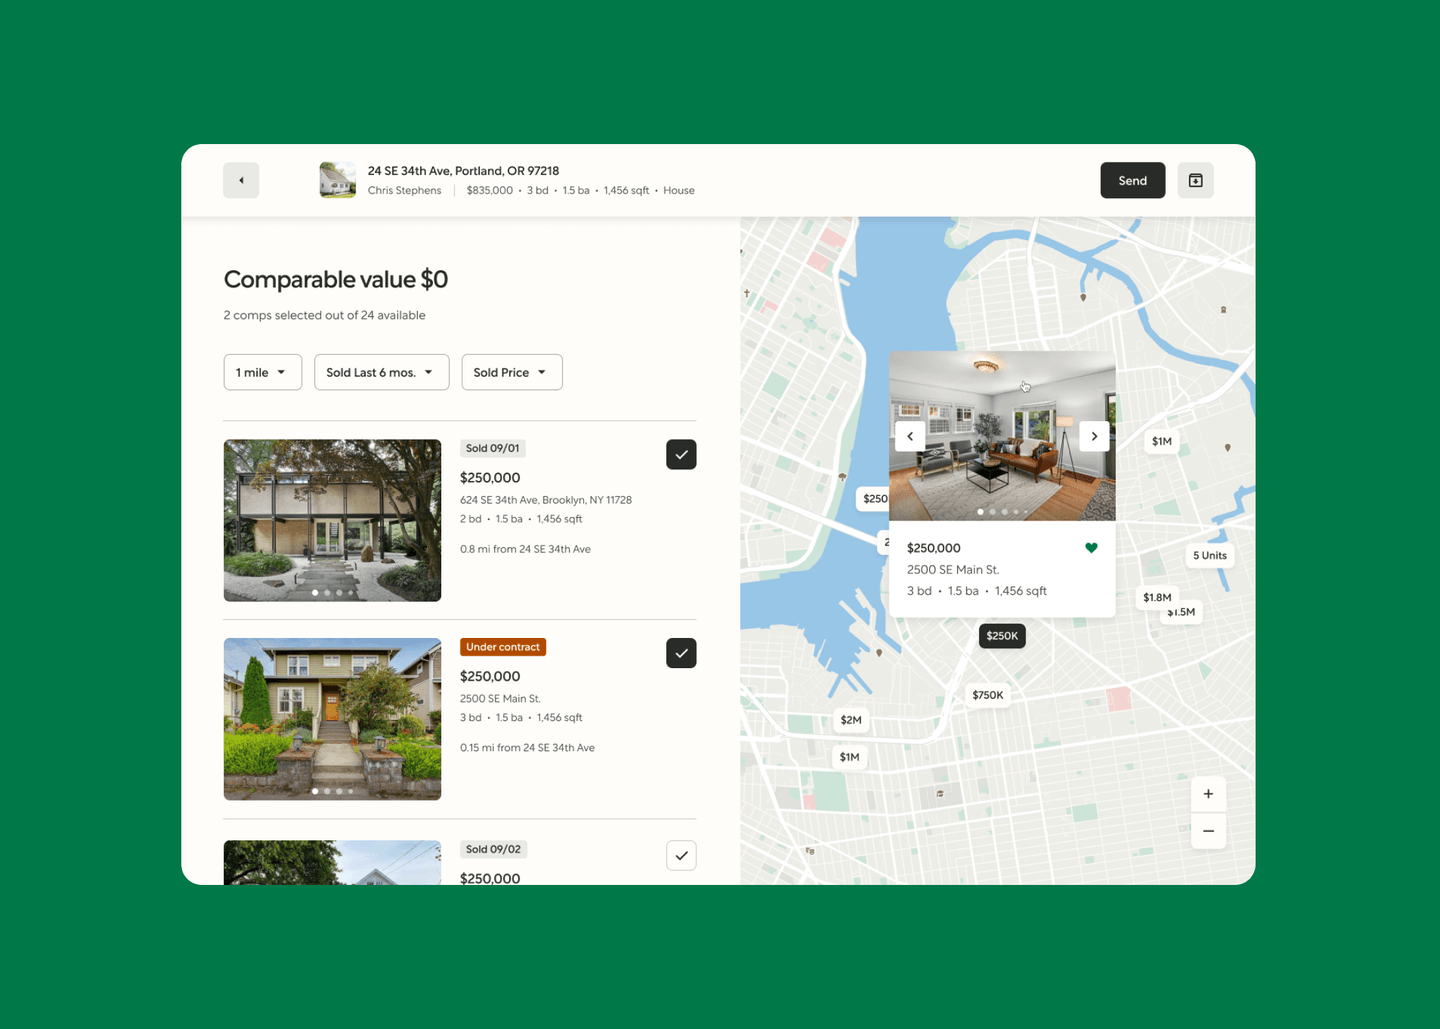 24 SE 34th Ave, Portland, OR 97218
Chris Stephens | $835,000 • 3 bd • 1.5 ba • 1,456 sqft • House
Send
Comparable value $0
2 comps selected out of 24 available
1 mile
Sold Last 6 mos.
Sold Price
Sold 09/01
$250,000
624 SE 34th Ave, Brooklyn, NY 11728
2 bd • 1.5 ba • 1,456 sqft
0.8 mi from 24 SE 34th Ave
Under contract
$250,000
2500 SE Main St.
3 bd • 1.5 ba • 1,456 sqft
0.15 mi from 24 SE 34th Ave
Sold 09/02
$250,000
$1M
$250
2
$250,000
2500 SE Main St.
3 bd • 1.5 ba • 1,456 sqft
5 Units
$1.8M
$1.5M
$250K
$750K
$2M
$1M
+
−